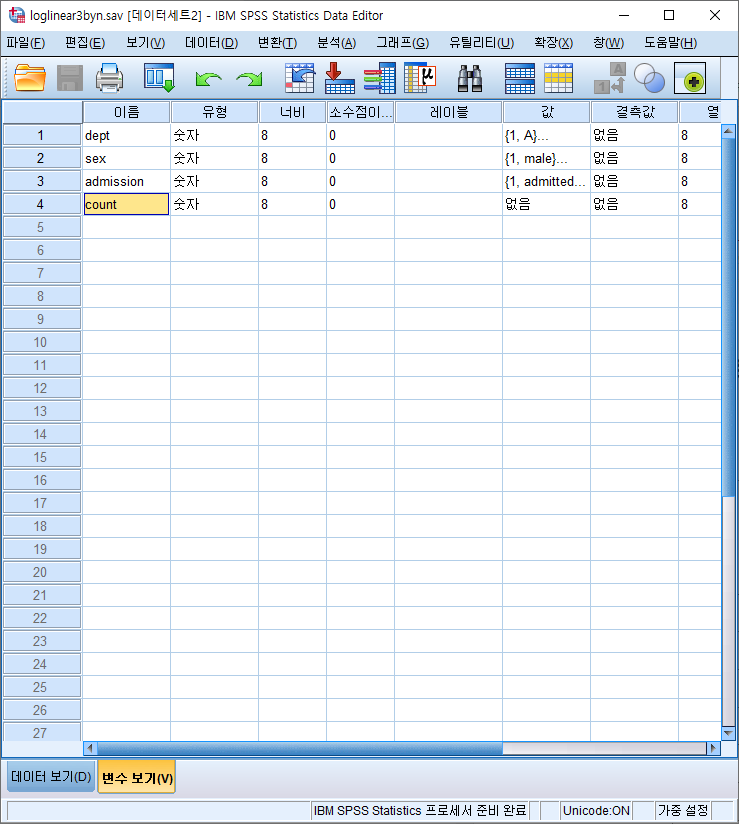 loglinear3byn.sav [데이터세트2] - IBM SPSS Statistics Data Editor
파일(F) 편집(E) 보기(V) 데이터(D) 변환(T) 분석(A) 그래프(G) 유틸리티(U) 확장(X) 창(W) 도움말(H)
이름 유형 너비 소수점이... 레이블 값 결측값 열
1 dept 숫자 8 0 {1, A}... 없음 8
2 sex 숫자 8 0 {1, male}... 없음 8
3 admission 숫자 8 0 {1, admitted... 없음 8
4 count 숫자 8 0 없음 없음 8
5
6
7
8
9
10
11
12
13
14
15
16
17
18
19
20
21
22
23
24
25
26
27
데이터 보기(D) 변수 보기(V)
IBM SPSS Statistics 프로세서 준비 완료 Unicode:ON 가중 설정